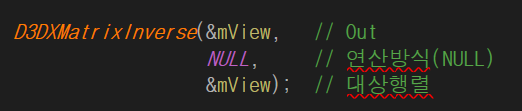 D3DXMatrixInverse(&mView,   // Out
NULL,    // 연산방식(NULL)
&mView);  // 대상행렬